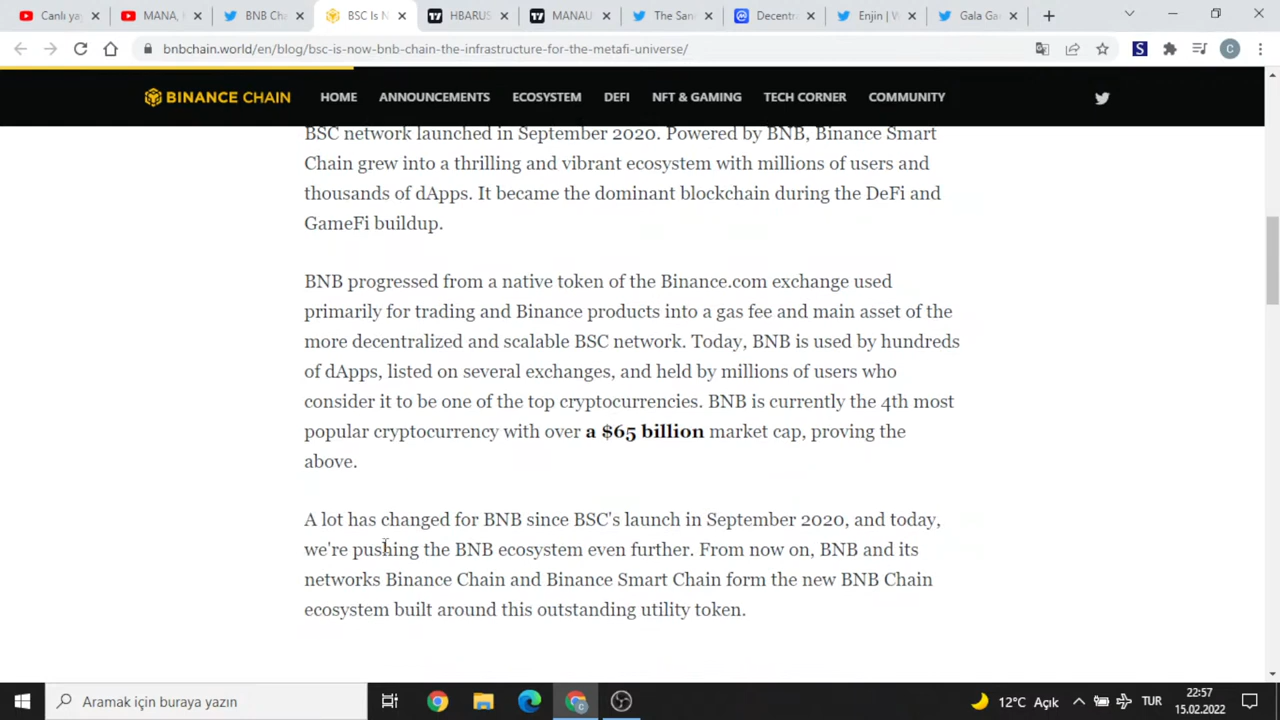 Canlı ya
MANA,
BNB Cha
BSC Is N
HBARUS
MANAU
The San
Decentr
Enjin | V
Gala Ga
bnbchain.world/en/blog/bsc-is-now-bnb-chain-the-infrastructure-for-the-metafi-universe/
S
C
BINANCE CHAIN
HOME
ANNOUNCEMENTS
ECOSYSTEM
DEFI
NFT & GAMING
TECH CORNER
COMMUNITY
BSC network launched in September 2020. Powered by BNB, Binance Smart
Chain grew into a thrilling and vibrant ecosystem with millions of users and
thousands of dApps. It became the dominant blockchain during the DeFi and
GameFi buildup.
BNB progressed from a native token of the Binance.com exchange used
primarily for trading and Binance products into a gas fee and main asset of the
more decentralized and scalable BSC network. Today, BNB is used by hundreds
of dApps, listed on several exchanges, and held by millions of users who
consider it to be one of the top cryptocurrencies. BNB is currently the 4th most
popular cryptocurrency with over a $65 billion market cap, proving the
above.
A lot has changed for BNB since BSC's launch in September 2020, and today,
we're pushing the BNB ecosystem even further. From now on, BNB and its
networks Binance Chain and Binance Smart Chain form the new BNB Chain
ecosystem built around this outstanding utility token.
Aramak için buraya yazın
12°C Açık
TUR
22:57
15.02.2022